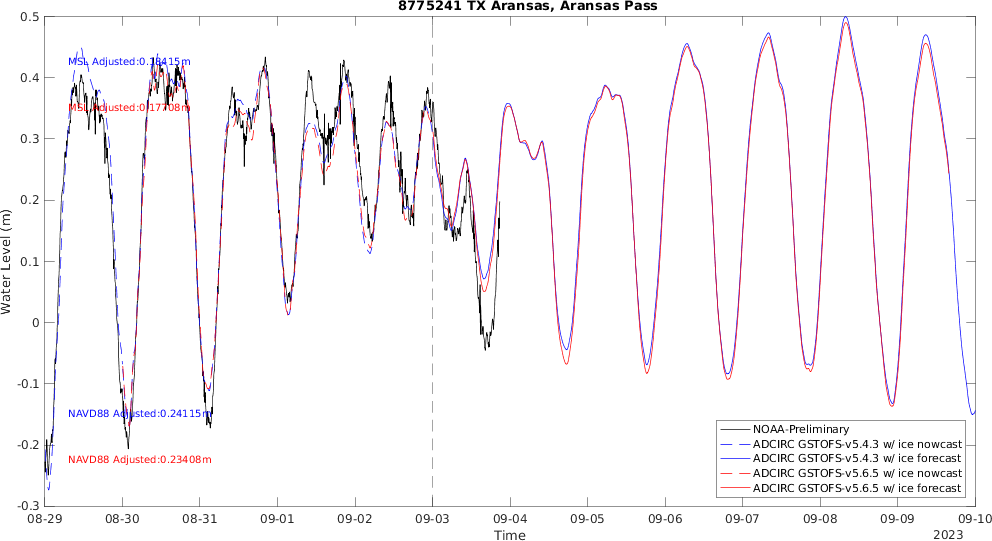 8775241 TX Aransas, Aransas Pass
0.5
0.4
0.3
0.2
0.1
0
-0.1
-0.2
-0.3
Water Level (m)
MSL Adjusted:0.18415m
MSL Adjusted:0.17708m
NAVD88 Adjusted:0.24115m
NAVD88 Adjusted:0.23408m
NOAA-Preliminary
ADCIRC GSTOFS-v5.4.3 w/ ice nowcast
ADCIRC GSTOFS-v5.4.3 w/ ice forecast
ADCIRC GSTOFS-v5.6.5 w/ ice nowcast
ADCIRC GSTOFS-v5.6.5 w/ ice forecast
08-29 08-30 08-31 09-01 09-02 09-03 09-04 09-05 09-06 09-07 09-08 09-09 09-10
Time
2023